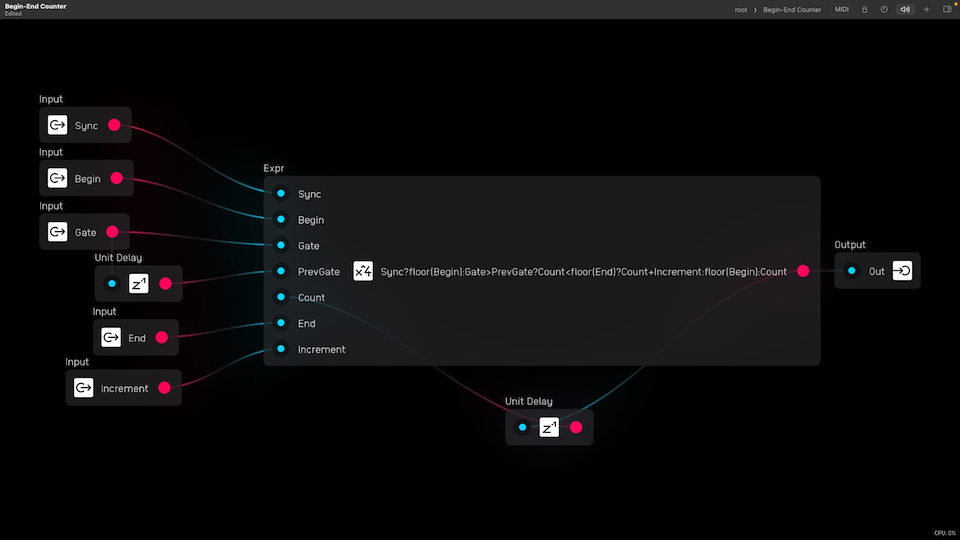 Begin-End Counter
Edited
root > Begin-End Counter
MIDI
Input
Sync
Input
Begin
Input
Gate
Unit Delay
z⁻¹
Input
End
Input
Increment
Expr
Sync
Begin
Gate
PrevGate
Count
End
Increment
Sync?floor(Begin):Gate>PrevGate?Count<floor(End)?Count+Increment:floor(Begin):Count
Unit Delay
z⁻¹
Output
Out
CPU: 0%